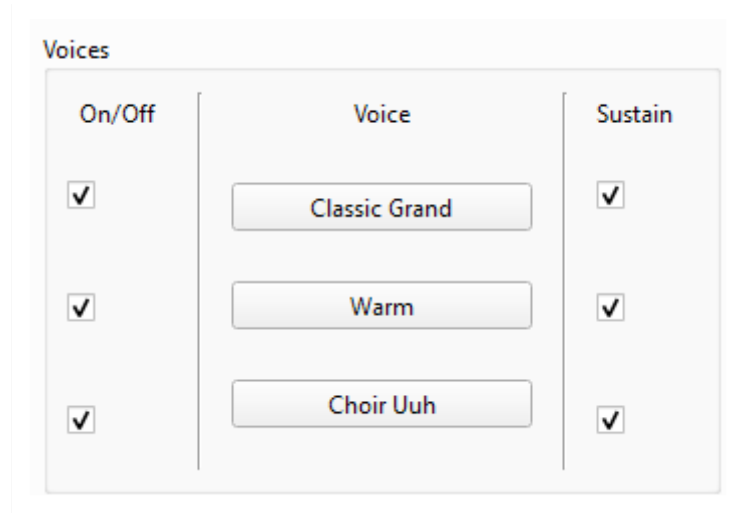 Voices
On/Off Voice Sustain
Classic Grand
Warm
Choir Uuh